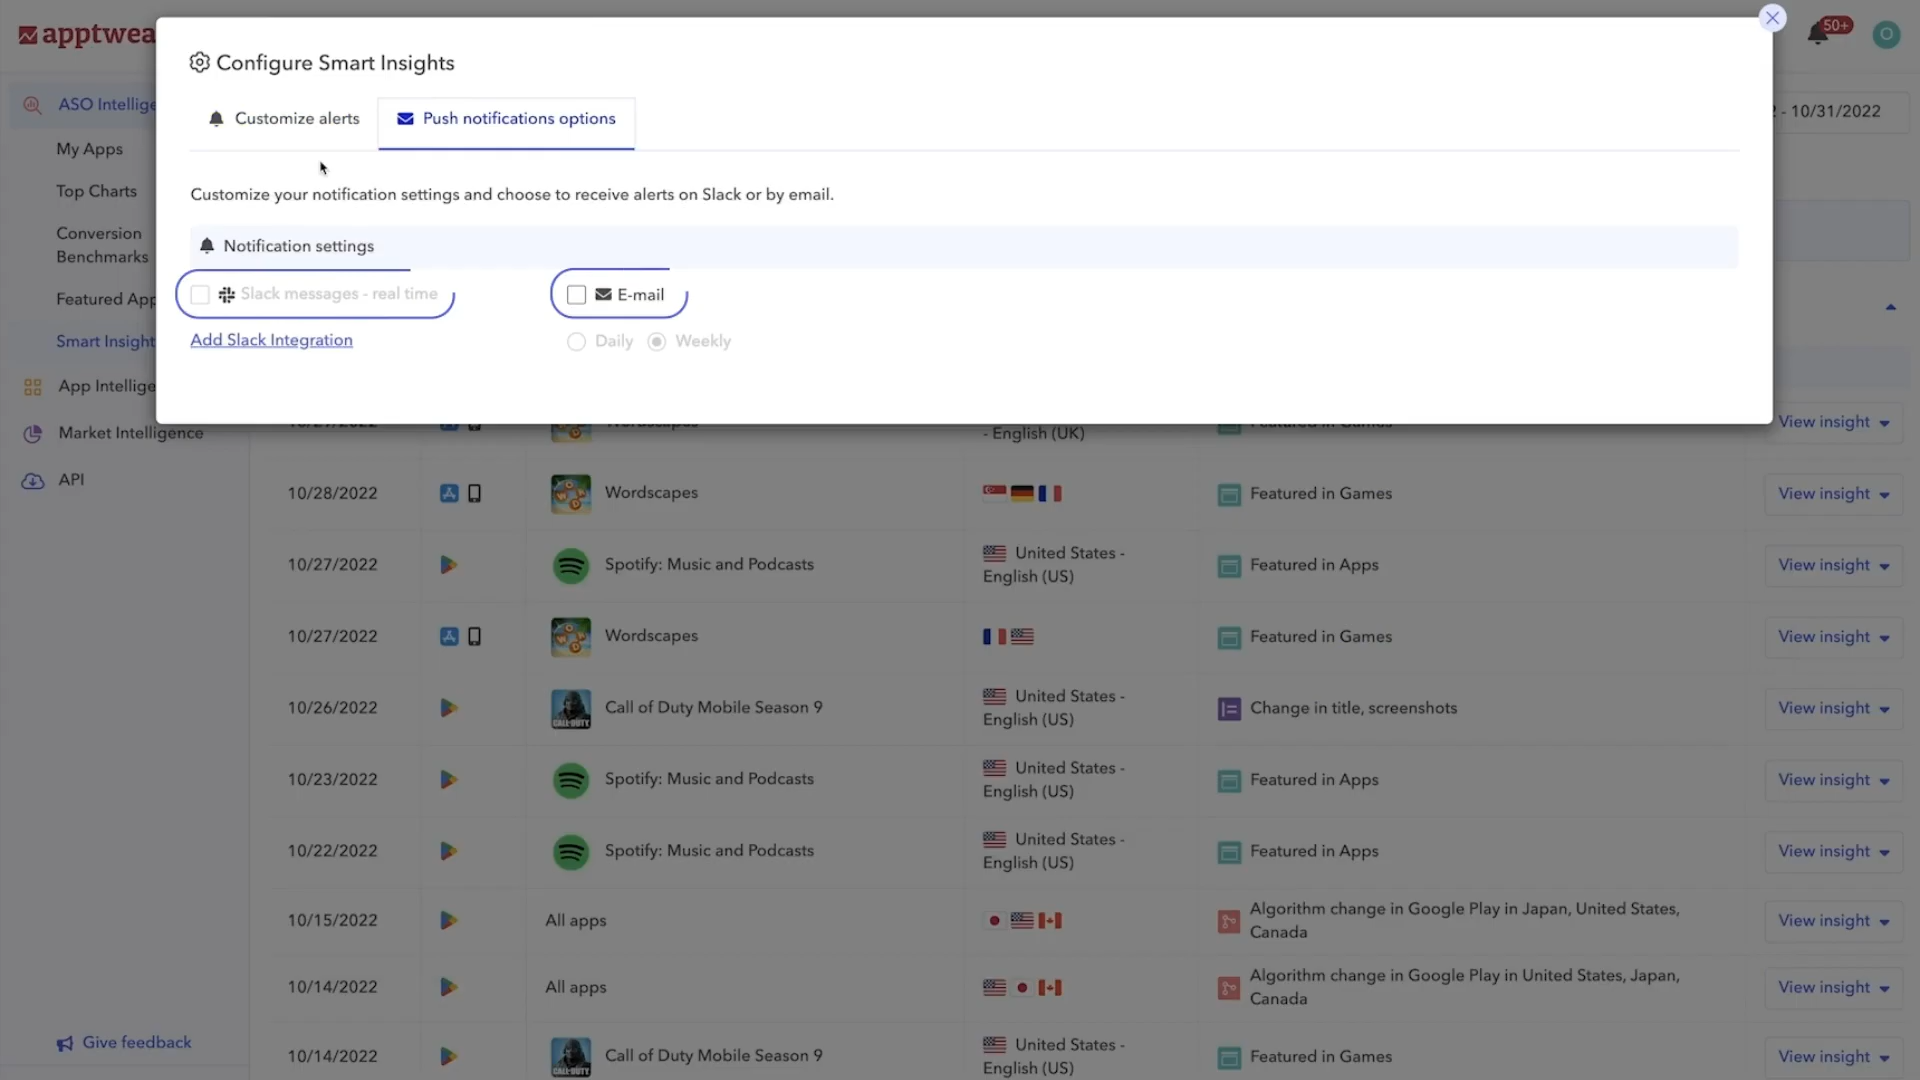 apptwea
50+
O
Configure Smart Insights
Customize alerts
Push notifications options
Customize your notification settings and choose to receive alerts on Slack or by email.
Notification settings
Slack messages - real time
E-mail
Add Slack Integration
Daily
Weekly
- 10/31/2022
ASO Intellige
My Apps
Top Charts
Conversion
Benchmarks
Featured App
Smart Insight
App Intellige
Market Intelligence
API
Give feedback
- English (UK)
View insight
10/28/2022
Wordscapes
Featured in Games
View insight
10/27/2022
Spotify: Music and Podcasts
United States -
English (US)
Featured in Apps
View insight
10/27/2022
Wordscapes
Featured in Games
View insight
10/26/2022
CALL OF DUTY
Call of Duty Mobile Season 9
United States -
English (US)
Change in title, screenshots
View insight
10/23/2022
Spotify: Music and Podcasts
United States -
English (US)
Featured in Apps
View insight
10/22/2022
Spotify: Music and Podcasts
United States -
English (US)
Featured in Apps
View insight
10/15/2022
All apps
Algorithm change in Google Play in Japan, United States,
Canada
View insight
10/14/2022
All apps
Algorithm change in Google Play in United States, Japan,
Canada
View insight
10/14/2022
CALL OF DUTY
Call of Duty Mobile Season 9
United States -
English (US)
Featured in Games
View insight